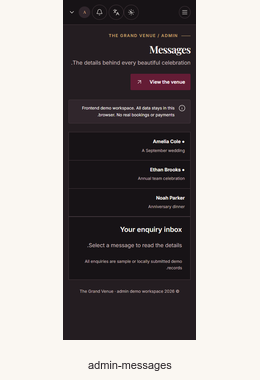 THE GRAND VENUE / ADMIN
Messages
.The details behind every beautiful celebration
View the venue
Frontend demo workspace. All data stays in this
.browser. No real bookings or payments
Amelia Cole
A September wedding
Ethan Brooks
Annual team celebration
Noah Parker
Anniversary dinner
Your enquiry inbox
.Select a message to read the details
All enquiries are sample or locally submitted demo
.records
The Grand Venue · admin demo workspace 2026 ©
admin-messages